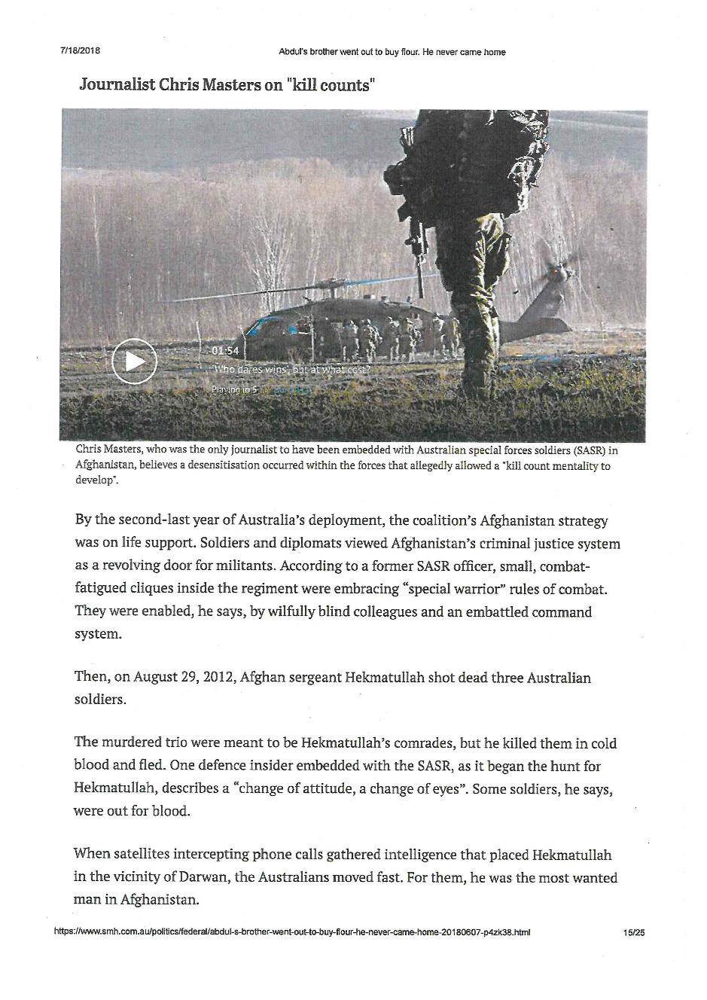 7/18/2018
Abdul's brother went out to buy flour. He never came home
Journalist Chris Masters on "kill counts"
01:54
'Who dares wins', but at what cost?
Playing in 5 ...
Chris Masters, who was the only journalist to have been embedded with Australian special forces soldiers (SASR) in
Afghanistan, believes a desensitisation occurred within the forces that allegedly allowed a "kill count mentality to
develop".
By the second-last year of Australia’s deployment, the coalition’s Afghanistan strategy
was on life support. Soldiers and diplomats viewed Afghanistan’s criminal justice system
as a revolving door for militants. According to a former SASR officer, small, combat-
fatigued cliques inside the regiment were embracing “special warrior” rules of combat.
They were enabled, he says, by wilfully blind colleagues and an embattled command
system.
Then, on August 29, 2012, Afghan sergeant Hekmatullah shot dead three Australian
soldiers.
The murdered trio were meant to be Hekmatullah’s comrades, but he killed them in cold
blood and fled. One defence insider embedded with the SASR, as it began the hunt for
Hekmatullah, describes a “change of attitude, a change of eyes”. Some soldiers, he says,
were out for blood.
When satellites intercepting phone calls gathered intelligence that placed Hekmatullah
in the vicinity of Darwan, the Australians moved fast. For them, he was the most wanted
man in Afghanistan.
https://www.smh.com.au/politics/federal/abdul-s-brother-went-out-to-buy-flour-he-never-came-home-20180607-p4zk38.html
15/25